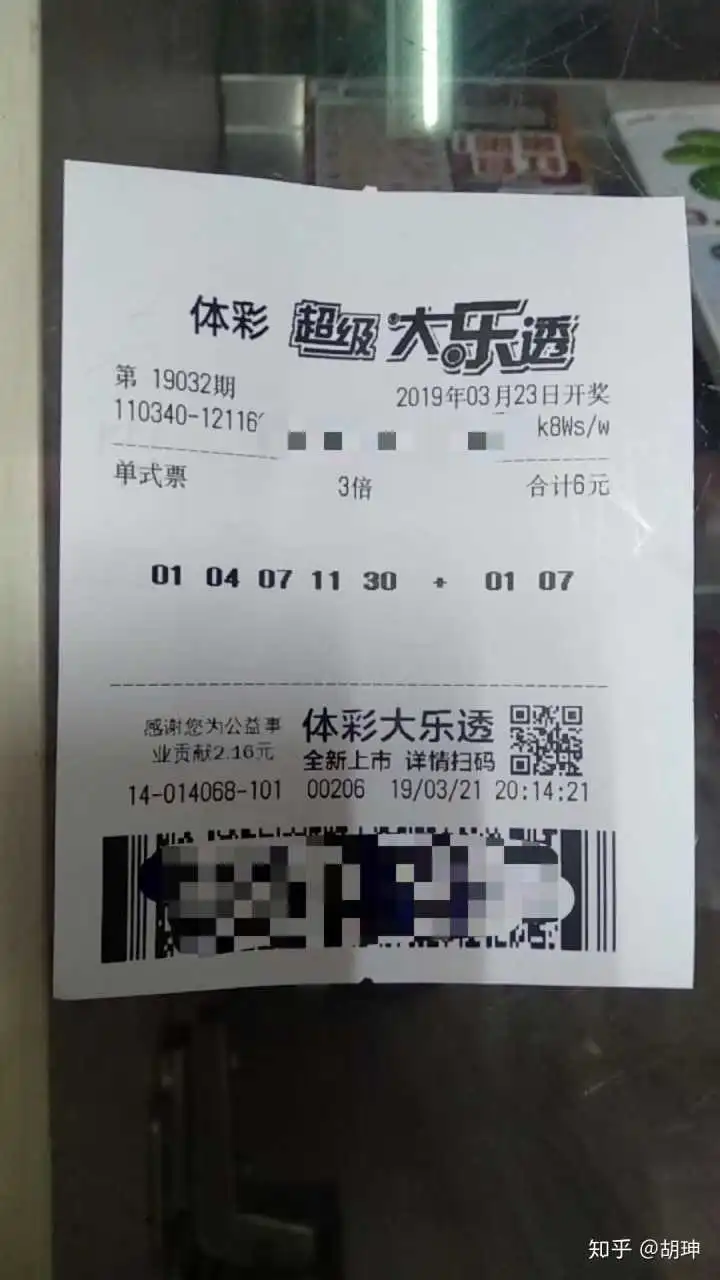 体彩 超级大乐透
第 19032期 2019年03月23日开奖
110340-12116 k8Ws/w
单式票 3倍 合计6元
01 04 07 11 30 + 01 07
感谢您为公益事
业贡献2.16元
体彩大乐透
全新上市 详情扫码
14-014068-101 00206 19/03/21 20:14:21
知乎 @胡珅